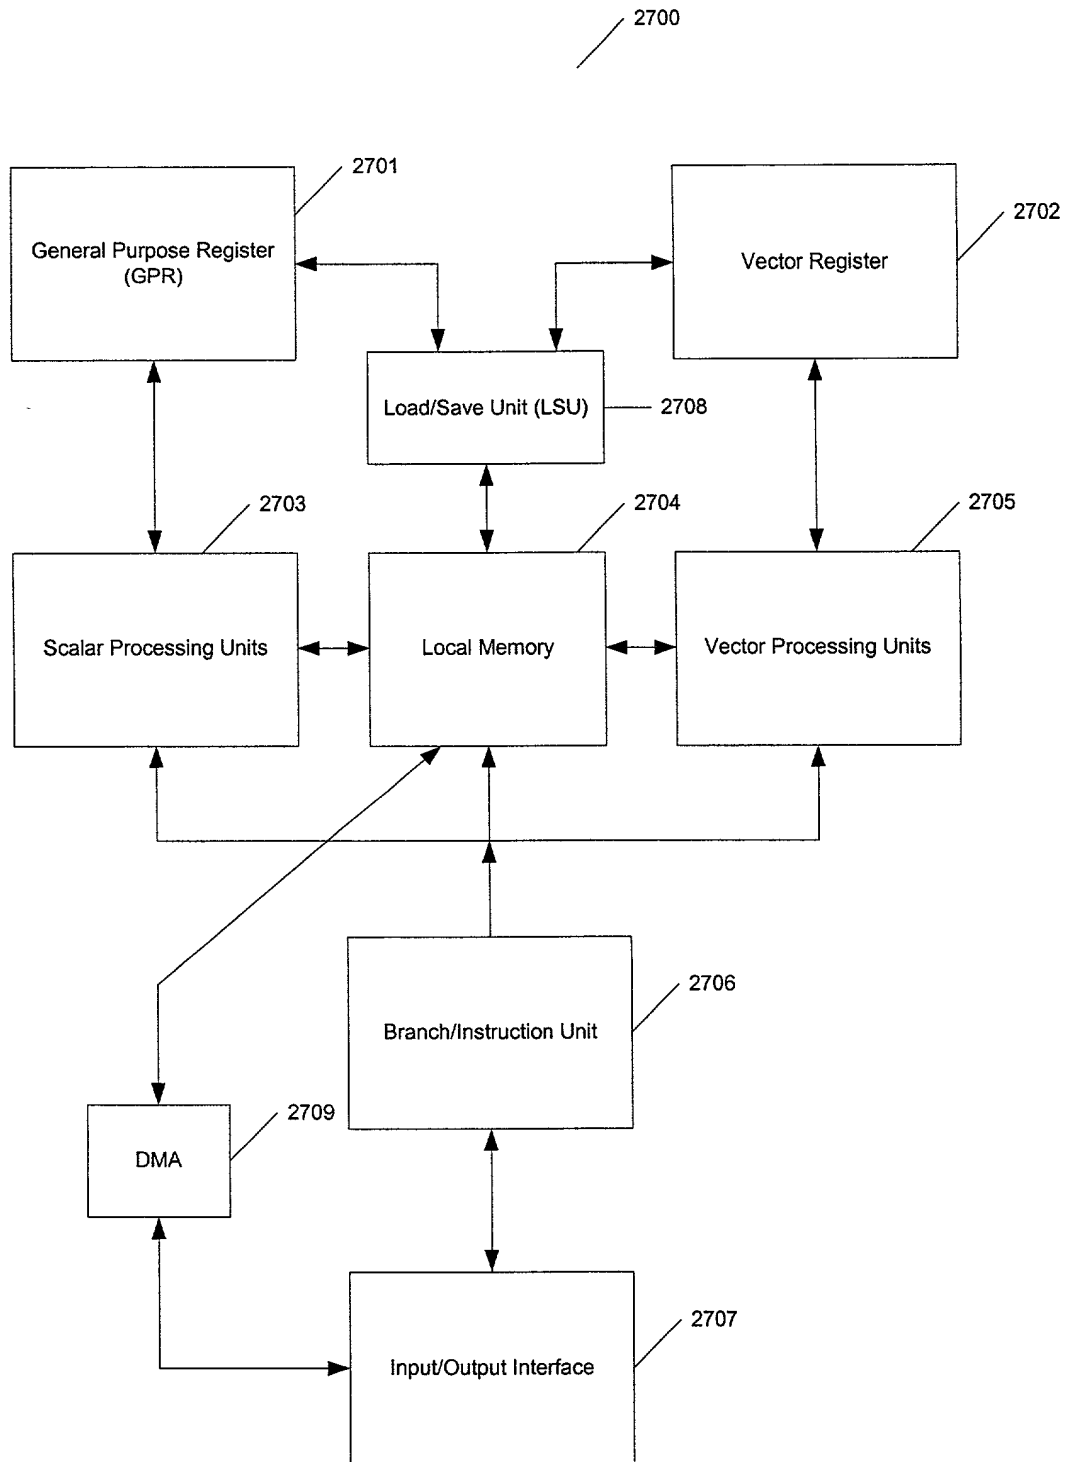 2700
2701
General Purpose Register
(GPR)
2702
Vector Register
Load/Save Unit (LSU)
2708
2703
2704
2705
Scalar Processing Units
Local Memory
Vector Processing Units
2706
Branch/Instruction Unit
2709
DMA
2707
Input/Output Interface